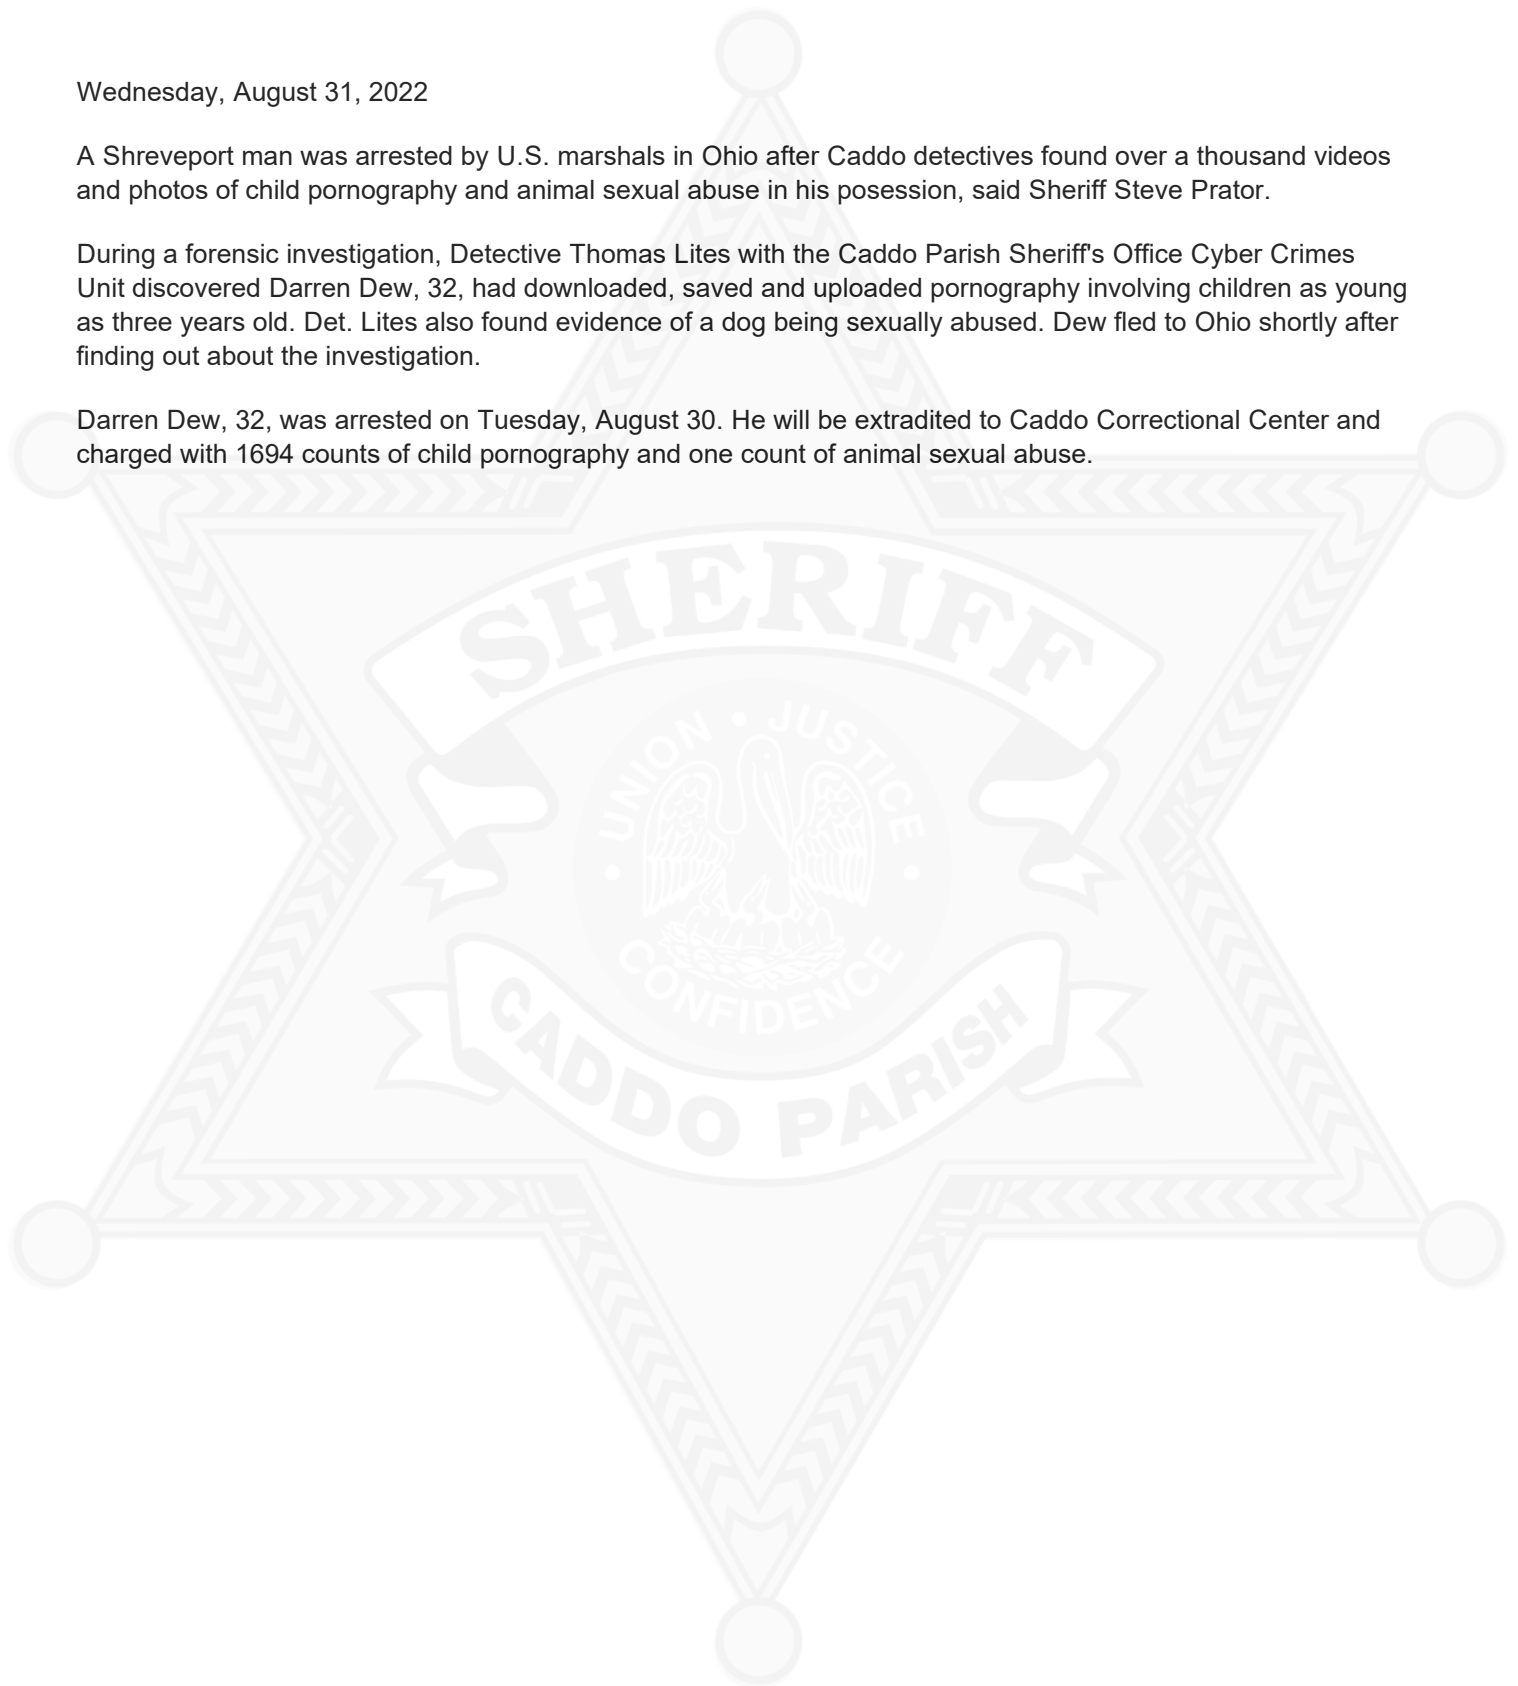 Wednesday, August 31, 2022
A Shreveport man was arrested by U.S. marshals in Ohio after Caddo detectives found over a thousand videos
and photos of child pornography and animal sexual abuse in his posession, said Sheriff Steve Prator.
During a forensic investigation, Detective Thomas Lites with the Caddo Parish Sheriff's Office Cyber Crimes
Unit discovered Darren Dew, 32, had downloaded, saved and uploaded pornography involving children as young
as three years old. Det. Lites also found evidence of a dog being sexually abused. Dew fled to Ohio shortly after
finding out about the investigation.
Darren Dew, 32, was arrested on Tuesday, August 30. He will be extradited to Caddo Correctional Center and
charged with 1694 counts of child pornography and one count of animal sexual abuse.
SHERIFF
UNION • JUSTICE
• CONFIDENCE •
CADDO PARISH